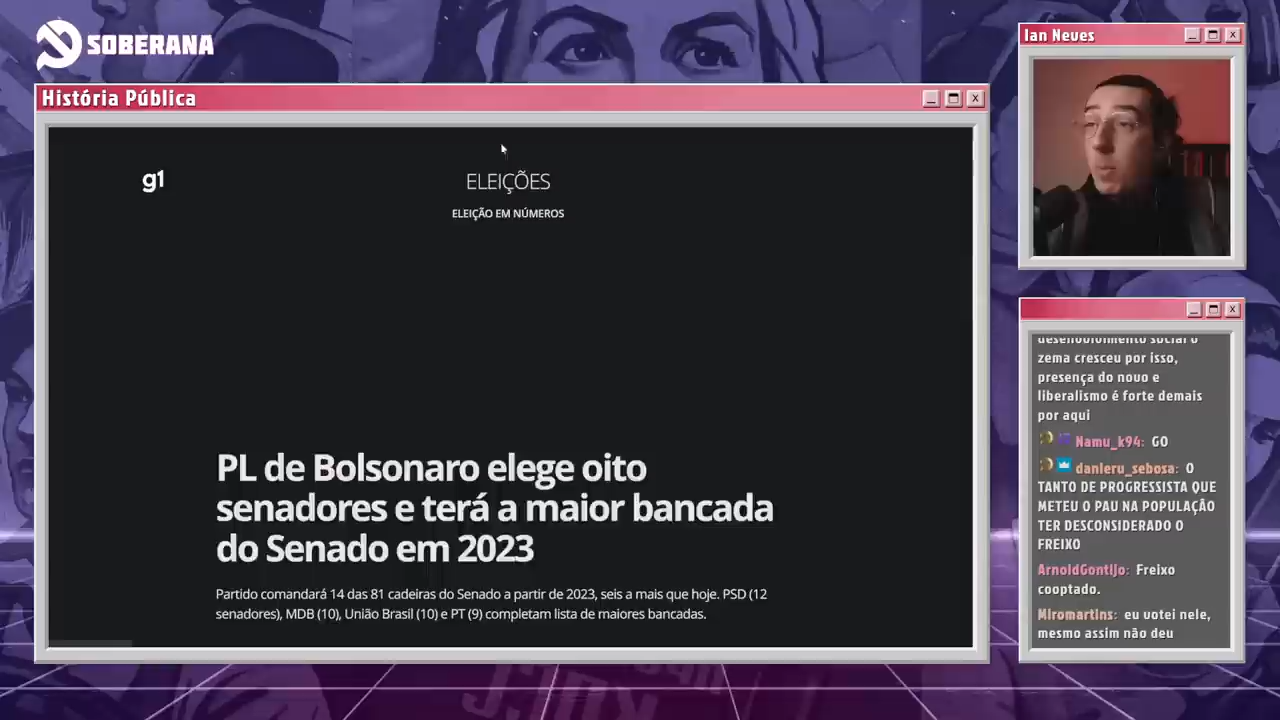 SOBERANA
História Pública
g1
ELEIÇÕES
ELEIÇÃO EM NÚMEROS
PL de Bolsonaro elege oito
senadores e terá a maior bancada
do Senado em 2023
Partido comandará 14 das 81 cadeiras do Senado a partir de 2023, seis a mais que hoje. PSD (12
senadores), MDB (10), União Brasil (10) e PT (9) completam lista de maiores bancadas.
Ian Neves
desenvolvimento social o
zema cresceu por isso,
presença do novo e
liberalismo é forte demais
por aqui
Namu_k94: GO
danieru_sebosa: O
TANTO DE PROGRESSISTA QUE
METEU O PAU NA POPULAÇÃO
TER DESCONSIDERADO O
FREIXO
ArnoldGontijo: Freixo
cooptado.
Miromartins: eu votei nele,
mesmo assim não deu